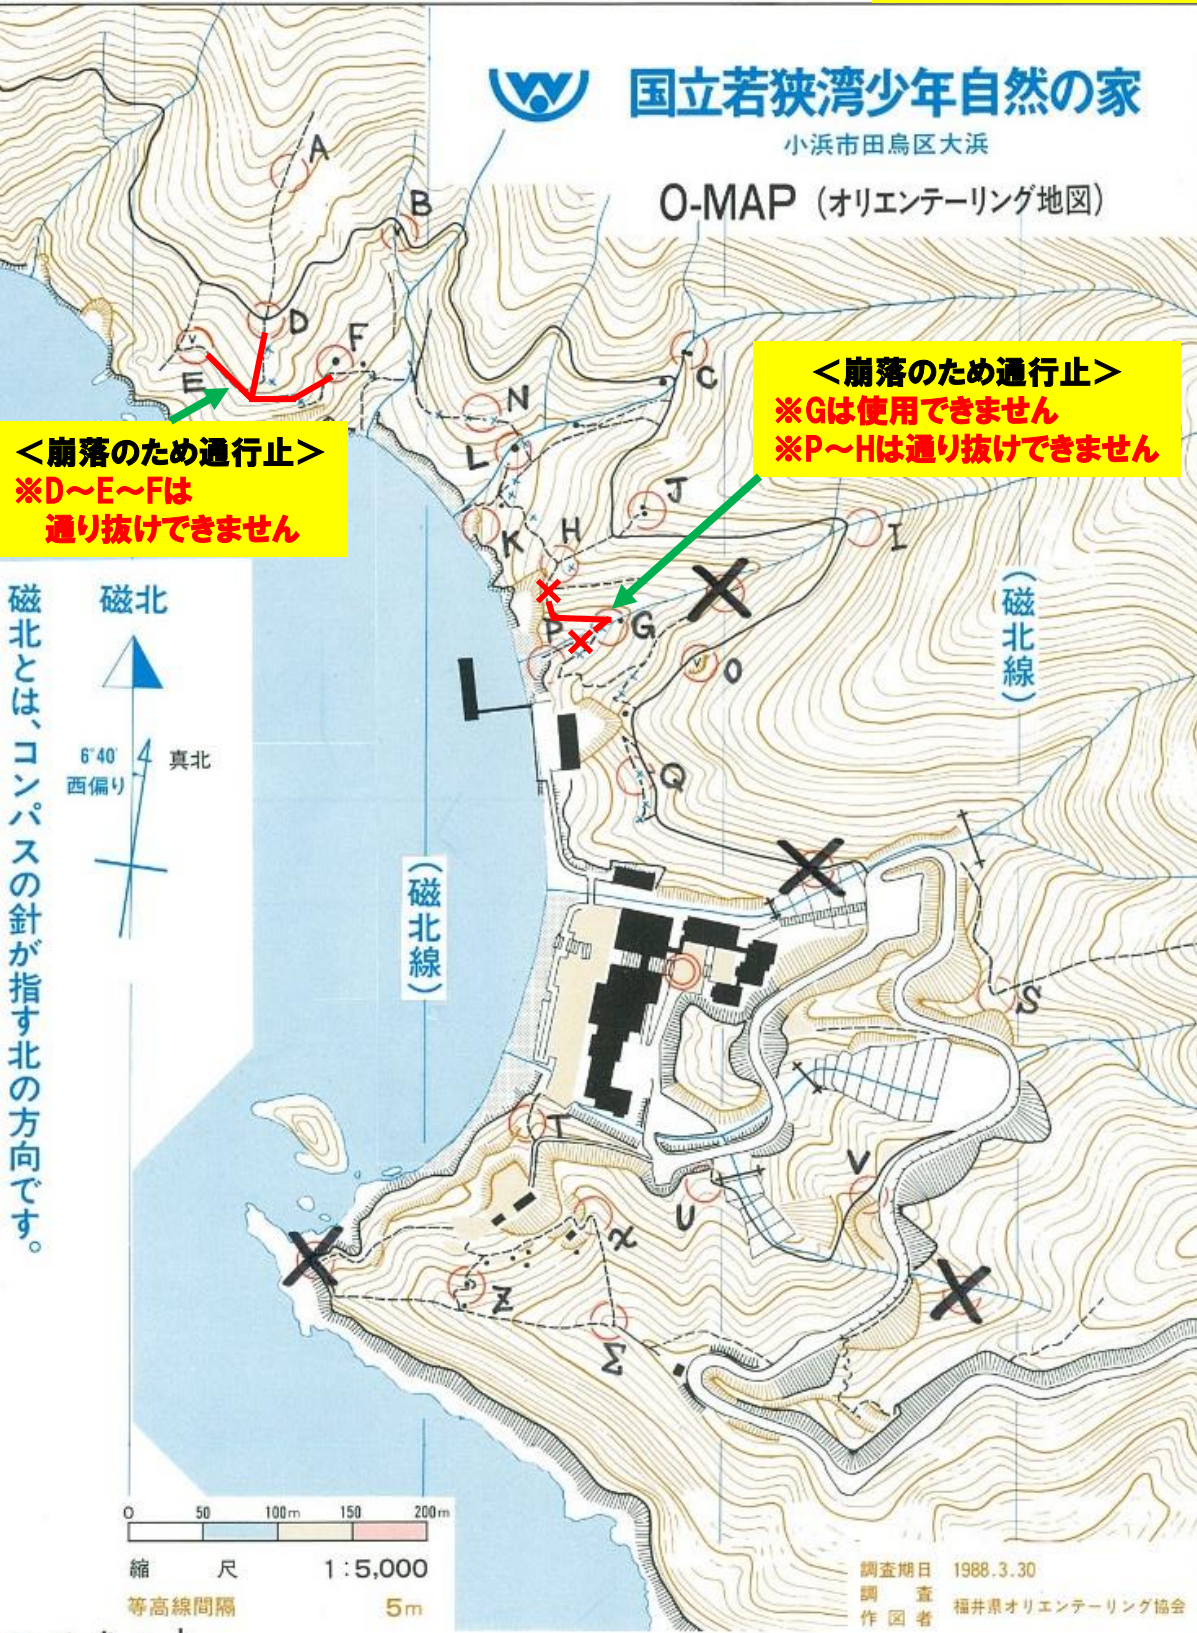 国立若狭湾少年自然の家
小浜市田烏区大浜
O-MAP (オリエンテーリング地図)
A
B
D
F
E
C
N
L
J
K
H
I
P
G
O
Q
S
T
U
V
X
Z
Σ
<崩落のため通行止>
※D～E～Fは
通り抜けできません
<崩落のため通行止>
※Gは使用できません
※P～Hは通り抜けできません
磁北
6°40′
西偏り
真北
磁北とは、コンパスの針が指す北の方向です。
(磁北線)
(磁北線)
0 50 100m 150 200m
縮尺 1:5,000
等高線間隔 5m
調査期日 1988.3.30
調査
作図者 福井県オリエンテーリング協会